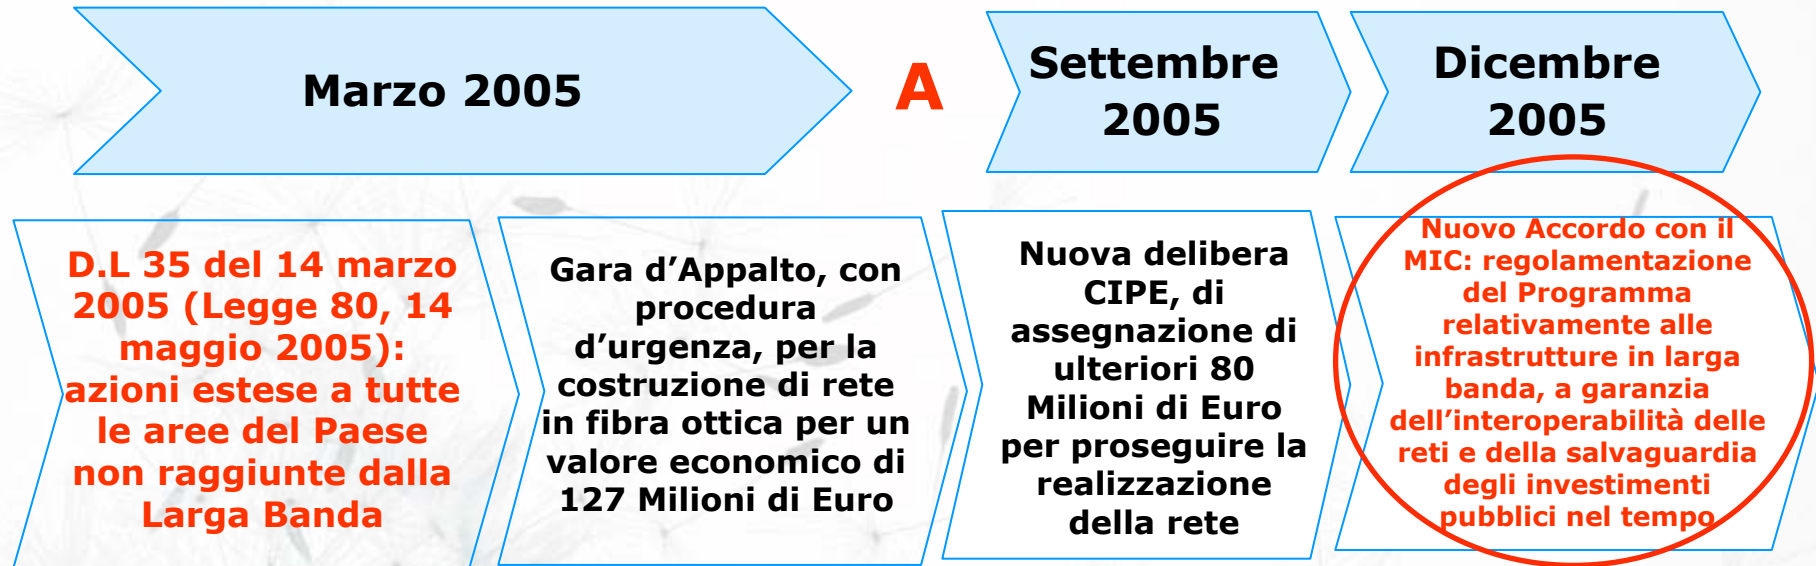 Marzo 2005
A
Settembre
2005
Dicembre
2005
D.L 35 del 14 marzo
2005 (Legge 80, 14
maggio 2005):
azioni estese a tutte
le aree del Paese
non raggiunte dalla
Larga Banda
Gara d’Appalto, con
procedura
d’urgenza, per la
costruzione di rete
in fibra ottica per un
valore economico di
127 Milioni di Euro
Nuova delibera
CIPE, di
assegnazione di
ulteriori 80
Milioni di Euro
per proseguire la
realizzazione
della rete
Nuovo Accordo con il
MIC: regolamentazione
del Programma
relativamente alle
infrastrutture in larga
banda, a garanzia
dell’interoperabilità delle
reti e della salvaguardia
degli investimenti
pubblici nel tempo